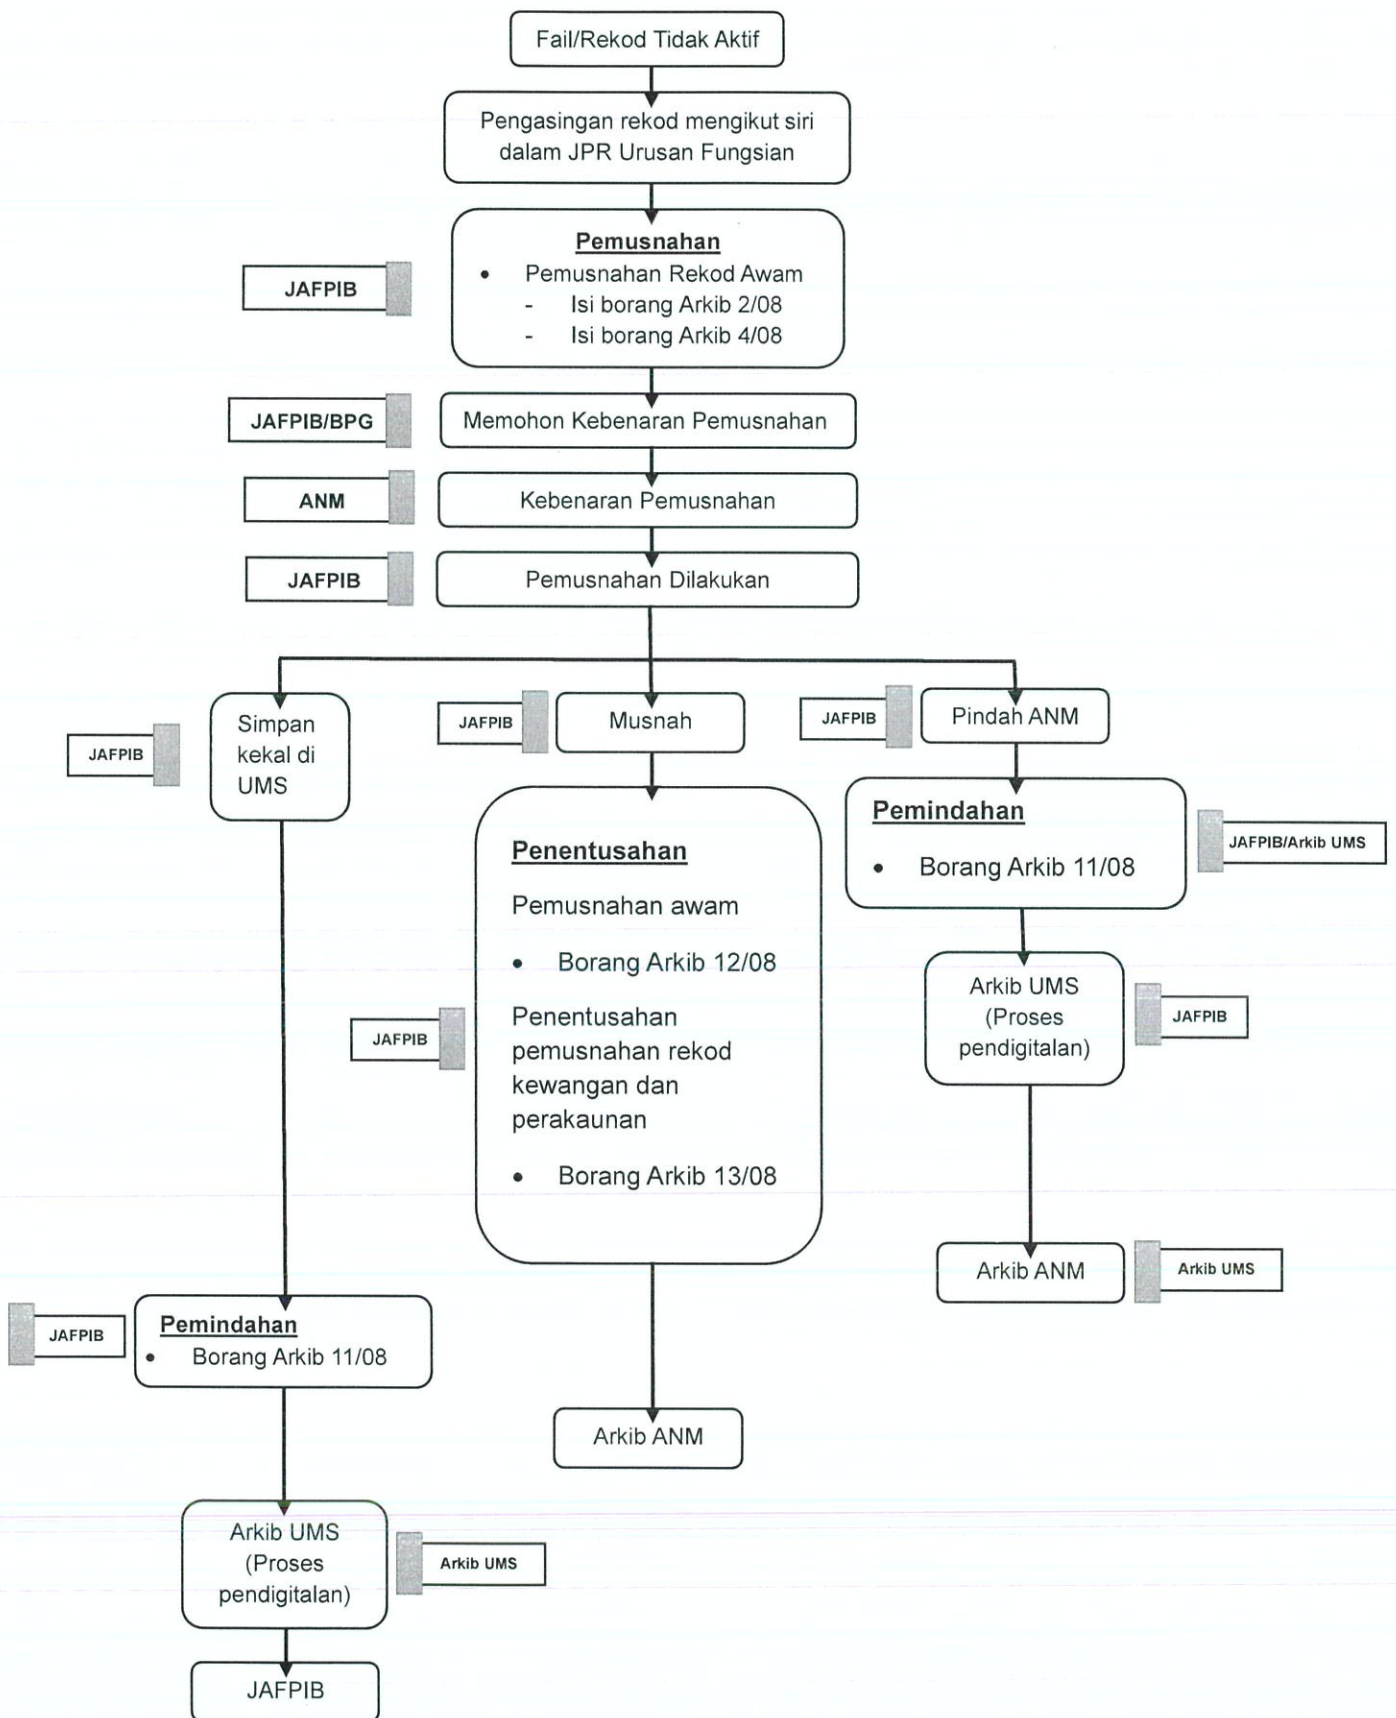 Fail/Rekod Tidak Aktif
Pengasingan rekod mengikut siri
dalam JPR Urusan Fungsian
JAFPIB
Pemusnahan
• Pemusnahan Rekod Awam
- Isi borang Arkib 2/08
- Isi borang Arkib 4/08
JAFPIB/BPG
Memohon Kebenaran Pemusnahan
ANM
Kebenaran Pemusnahan
JAFPIB
Pemusnahan Dilakukan
JAFPIB
Simpan
kekal di
UMS
JAFPIB
Musnah
JAFPIB
Pindah ANM
Pemindahan
• Borang Arkib 11/08
JAFPIB/Arkib UMS
Penentusahan
Pemusnahan awam
• Borang Arkib 12/08
Penentusahan
pemusnahan rekod
kewangan dan
perakaunan
• Borang Arkib 13/08
JAFPIB
Arkib UMS
(Proses
pendigitalan)
JAFPIB
Arkib ANM
Arkib UMS
JAFPIB
Pemindahan
• Borang Arkib 11/08
Arkib ANM
Arkib UMS
(Proses
pendigitalan)
Arkib UMS
JAFPIB